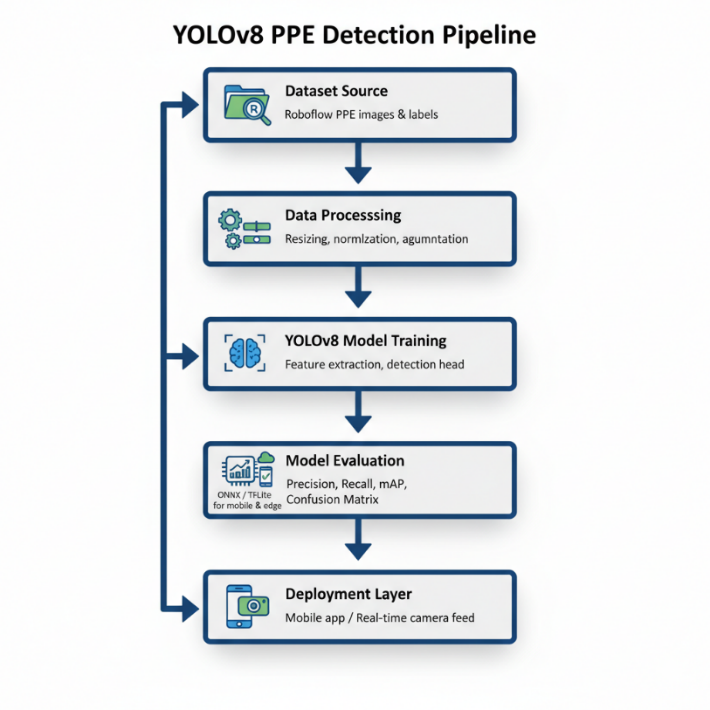 YOLOv8 PPE Detection Pipeline
R
Dataset Source
Roboflow PPE images & labels
Data Processsing
Resizing, normlzation, agumntation
YOLOv8 Model Training
Feature extraction, detection head
Model Evaluation
Precision, Recall, mAP,
Confusion Matrix
ONNX / TFLite
for mobile & edge
Deployment Layer
Mobile app / Real-time camera feed